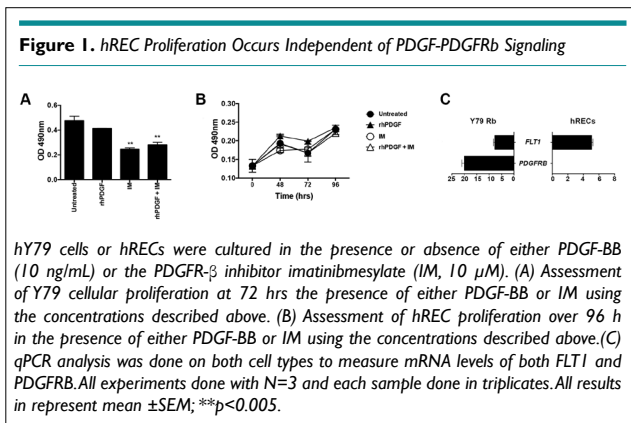 Figure 1. hREC Proliferation Occurs Independent of PDGF-PDGFRb Signaling
A
OD 490nm
0.6
0.4
0.2
0.0
Untreated
rhPDGF
IM
rhPDGF + IM
**
**
B
OD 490nm
0.30
0.25
0.20
0.15
0.10
0
48
72
96
Time (hrs)
Untreated
rhPDGF
IM
rhPDGF + IM
C
Y79 Rb
hRECs
FLT1
PDGFRB
25 20 15 10 5 0
0 2 4 6 8
hY79 cells or hRECs were cultured in the presence or absence of either PDGF-BB
(10 ng/mL) or the PDGFR-β inhibitor imatinibmesylate (IM, 10 µM). (A) Assessment
of Y79 cellular proliferation at 72 hrs the presence of either PDGF-BB or IM using
the concentrations described above. (B) Assessment of hREC proliferation over 96 h
in the presence of either PDGF-BB or IM using the concentrations described above.(C)
qPCR analysis was done on both cell types to measure mRNA levels of both FLT1 and
PDGFRB.All experiments done with N=3 and each sample done in triplicates.All results
in represent mean ±SEM; **p<0.005.